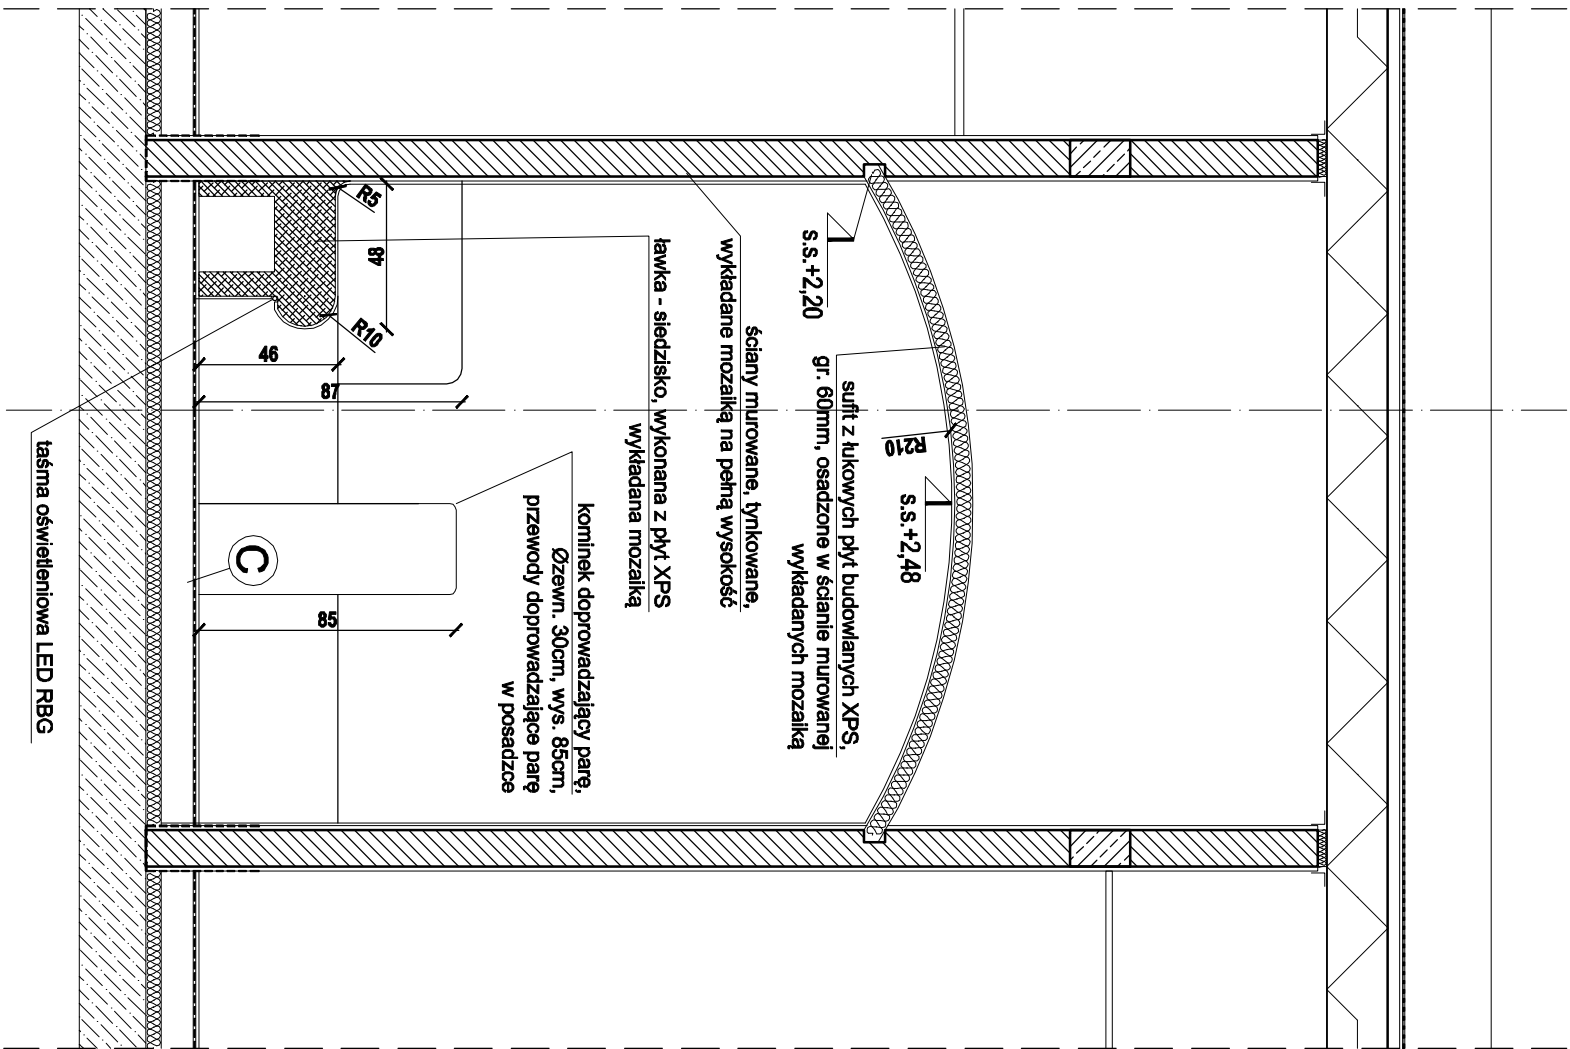 s.s.+2,48
R210
sufit z łukowych płyt budowlanych XPS,
gr. 60mm, osadzone w ścianie murowanej
wykładanych mozaiką
s.s.+2,20
ściany murowane, tynkowane,
wykładane mozaiką na pełną wysokość
ławka - siedzisko, wykonana z płyt XPS
wykładana mozaiką
kominek doprowadzający parę,
Øzewn. 30cm, wys. 85cm,
przewody doprowadzające parę
w posadzce
R5
48
R10
46
87
85
C
taśma oświetleniowa LED RBG